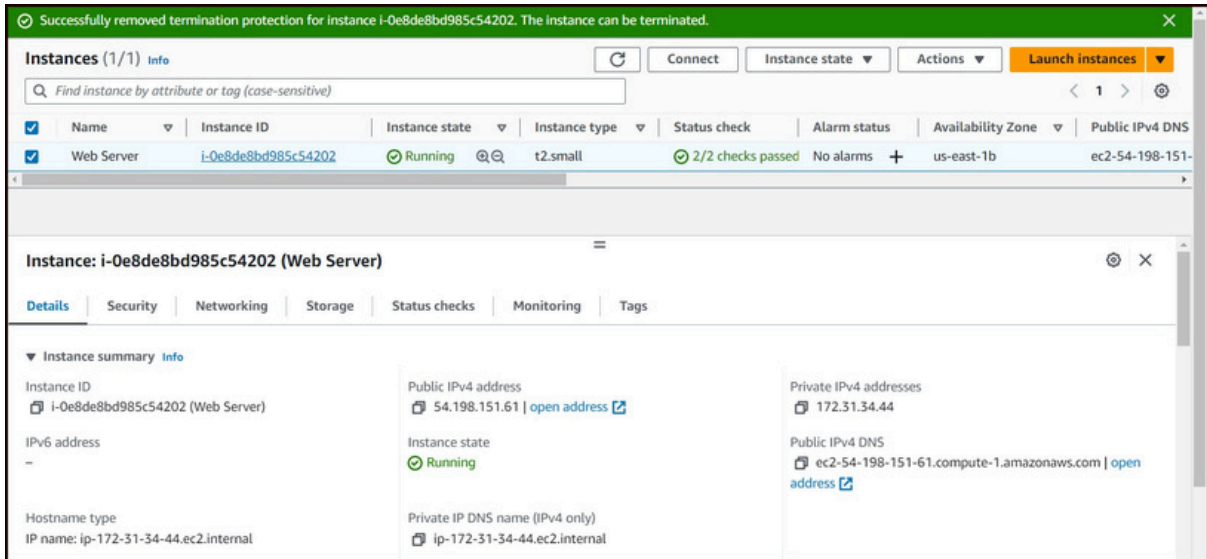 Successfully removed termination protection for instance i-0e8de8bd985c54202. The instance can be terminated.
Instances (1/1) Info
Connect
Instance state
Actions
Launch instances
Find instance by attribute or tag (case-sensitive)
1
Name Instance ID Instance state Instance type Status check Alarm status Availability Zone Public IPv4 DNS
Web Server i-0e8de8bd985c54202 Running t2.small 2/2 checks passed No alarms + us-east-1b ec2-54-198-151-
Instance: i-0e8de8bd985c54202 (Web Server)
Details Security Networking Storage Status checks Monitoring Tags
Instance summary Info
Instance ID
i-0e8de8bd985c54202 (Web Server)
Public IPv4 address
54.198.151.61 | open address
Private IPv4 addresses
172.31.34.44
IPv6 address
–
Instance state
Running
Public IPv4 DNS
ec2-54-198-151-61.compute-1.amazonaws.com | open
address
Hostname type
IP name: ip-172-31-34-44.ec2.internal
Private IP DNS name (IPv4 only)
ip-172-31-34-44.ec2.internal